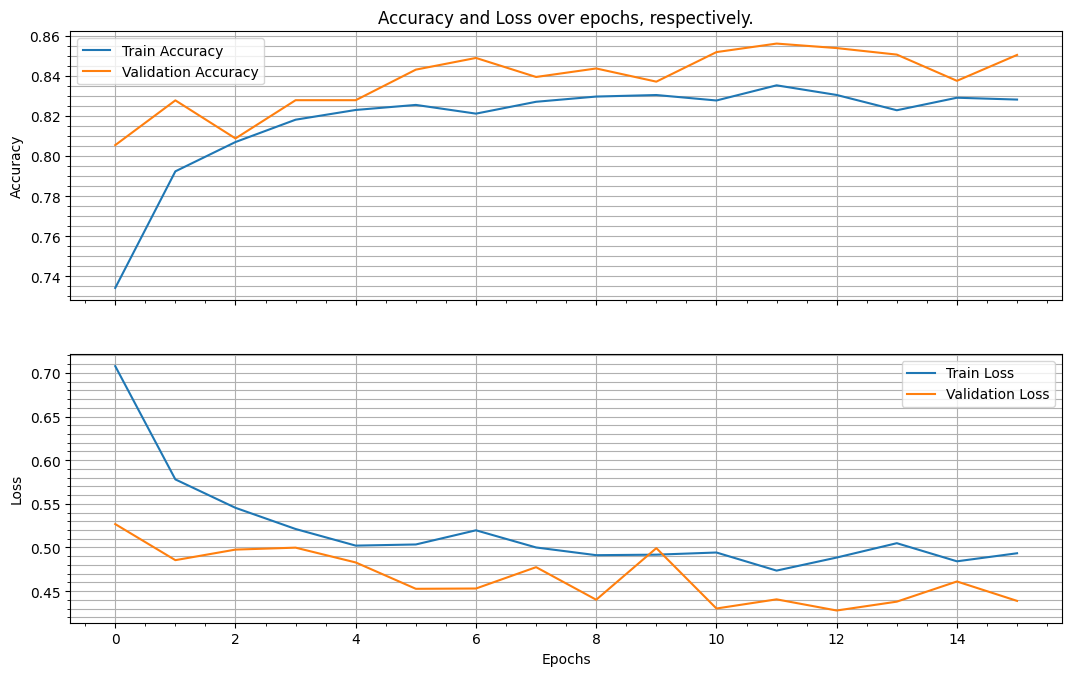 Accuracy and Loss over epochs, respectively.
Train Accuracy
Validation Accuracy
Accuracy
0.86
0.84
0.82
0.80
0.78
0.76
0.74
Train Loss
Validation Loss
Loss
0.70
0.65
0.60
0.55
0.50
0.45
0 2 4 6 8 10 12 14
Epochs